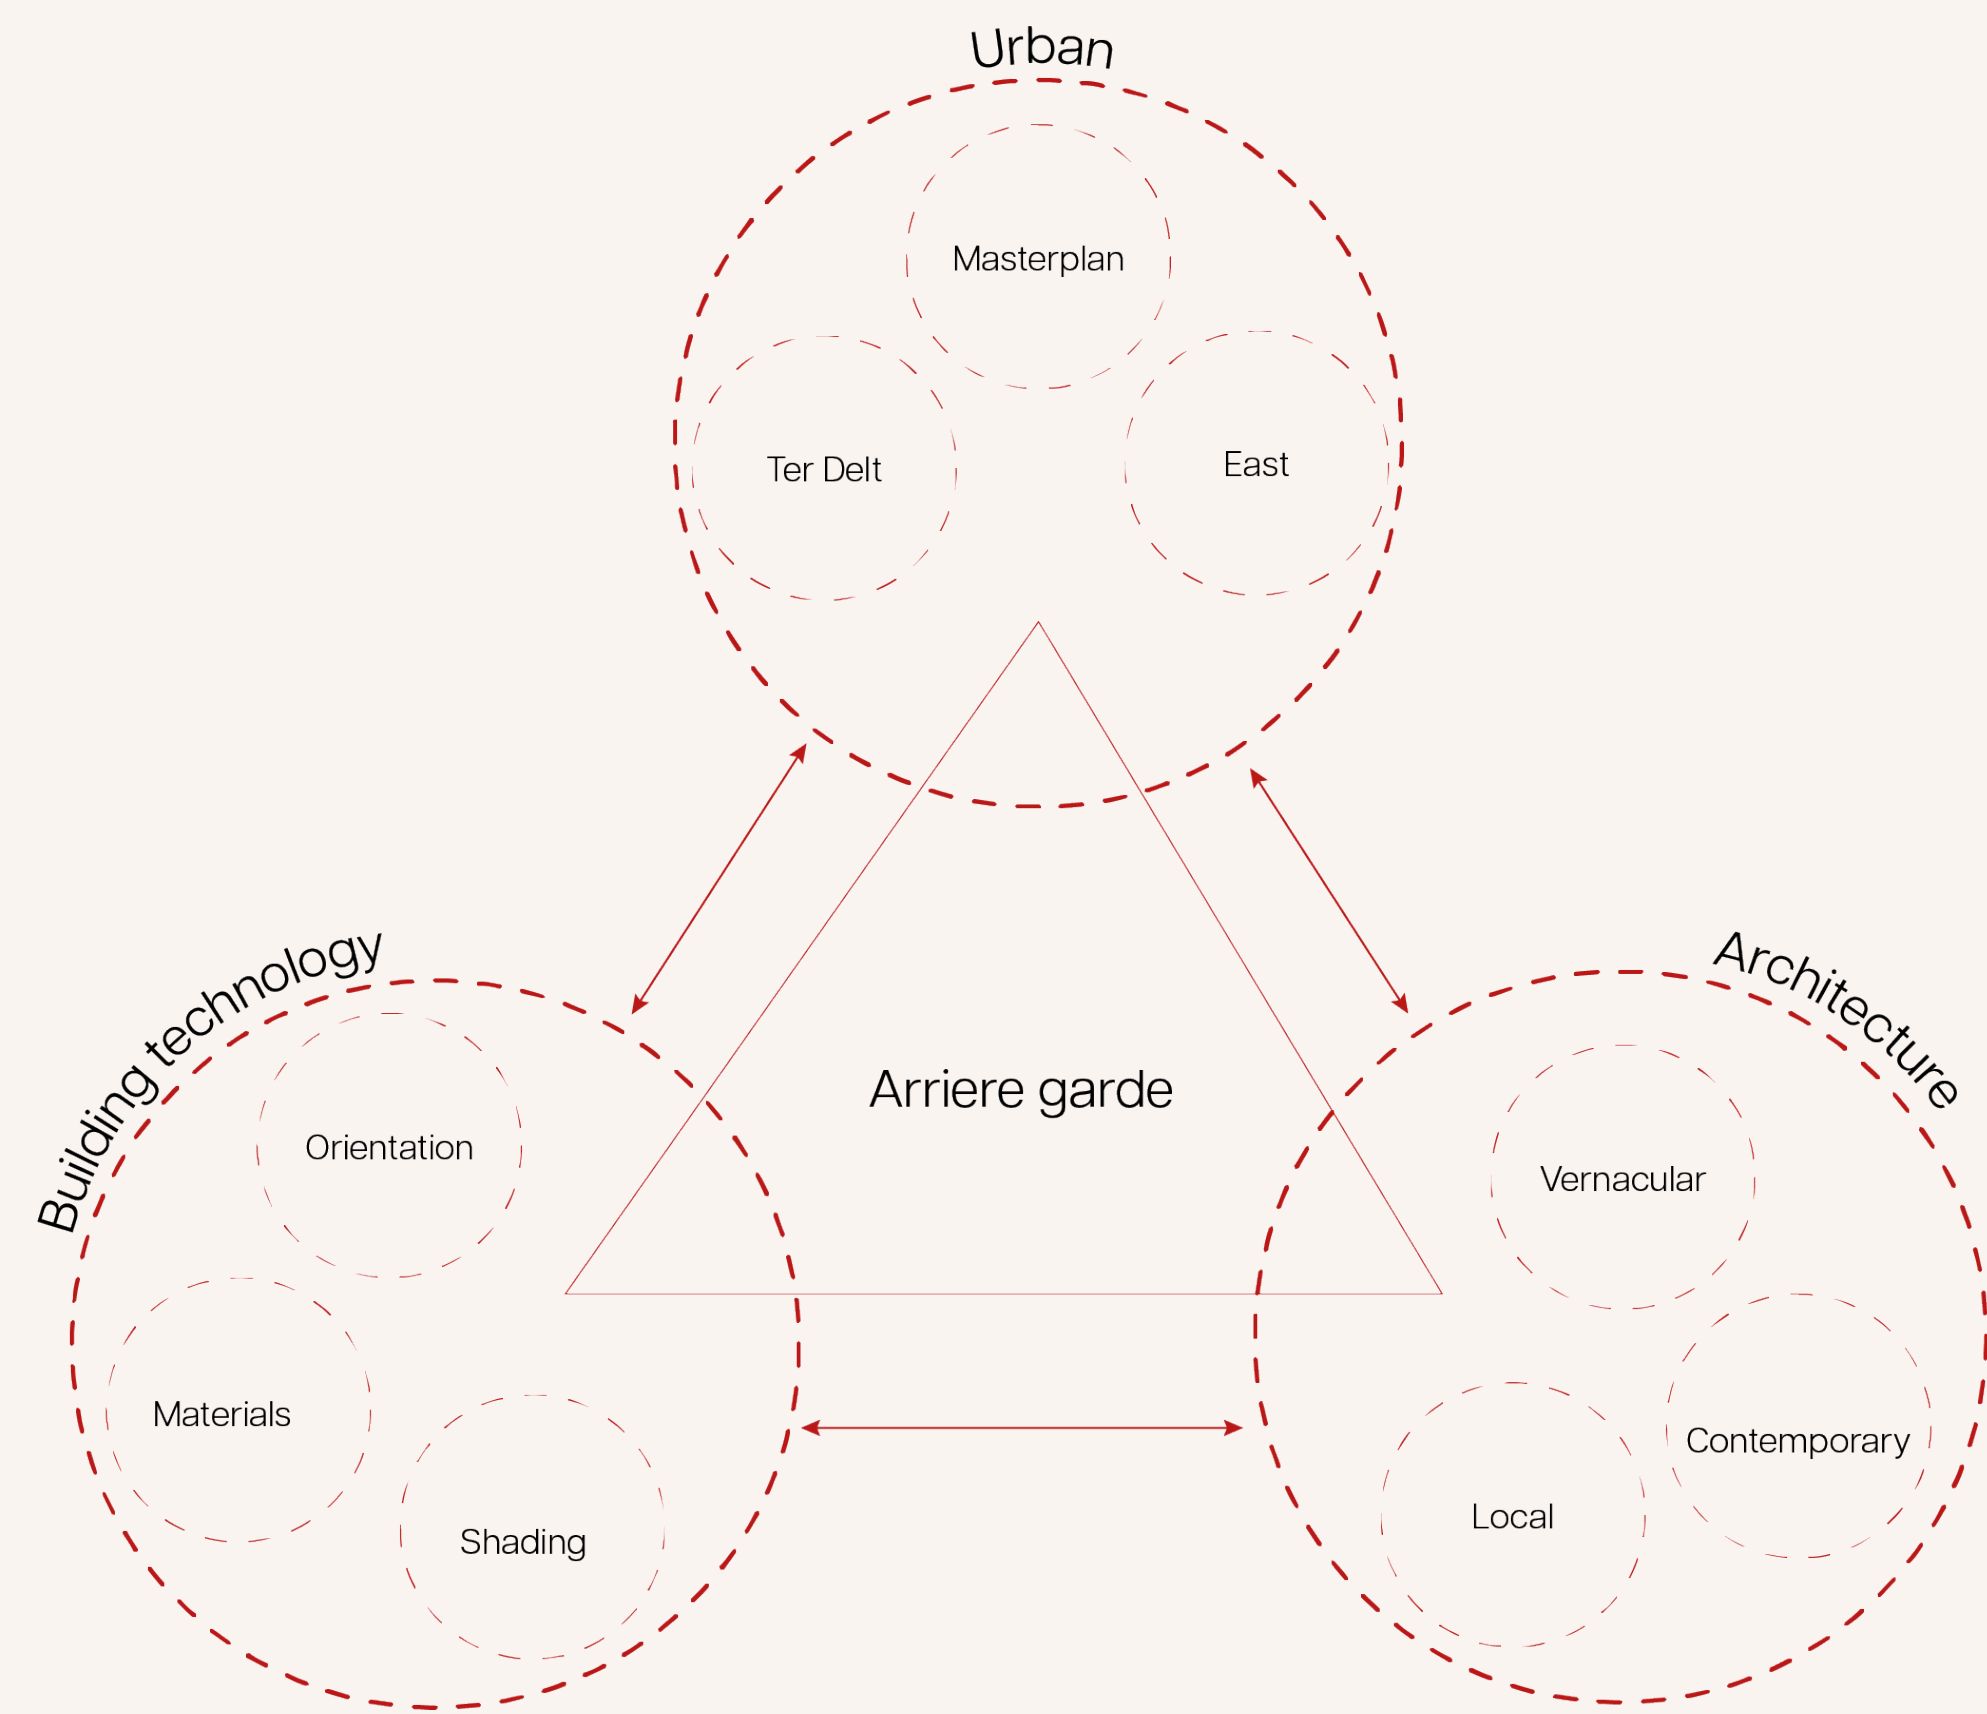 Urban
Masterplan
Ter Delt
East
Building technology
Architecture
Arriere garde
Orientation
Vernacular
Materials
Contemporary
Local
Shading